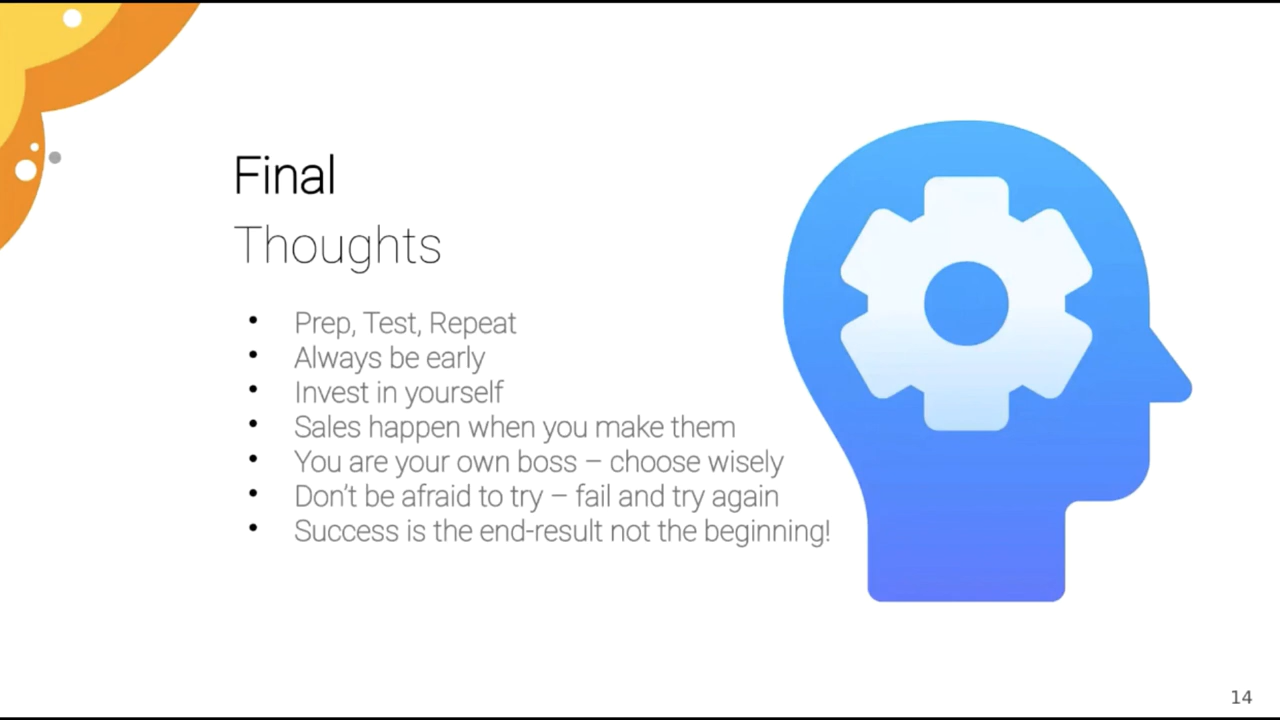 Final
Thoughts
• Prep, Test, Repeat
• Always be early
• Invest in yourself
• Sales happen when you make them
• You are your own boss – choose wisely
• Don’t be afraid to try – fail and try again
• Success is the end-result not the beginning!
14